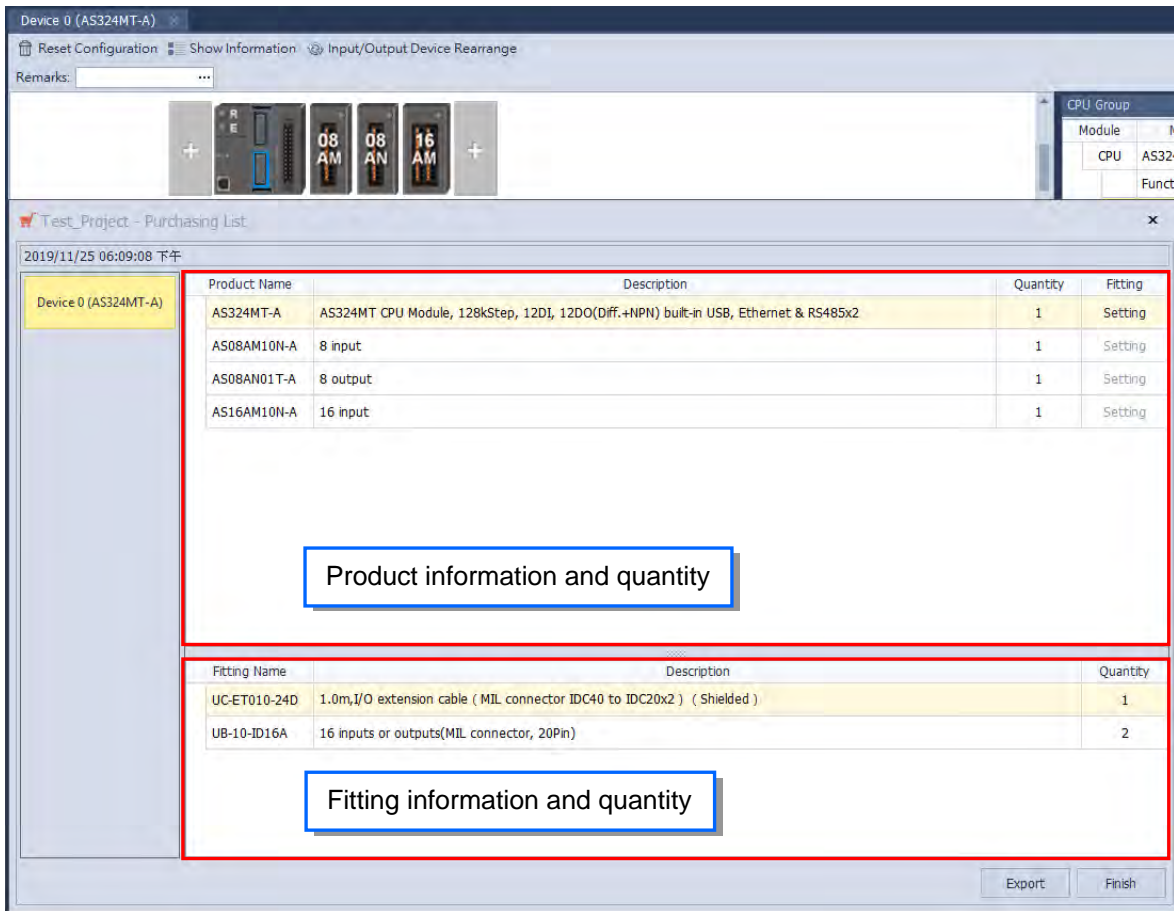 Device 0 (AS324MT-A) ×
Reset Configuration Show Information Input/Output Device Rearrange
Remarks: ...
R
E
08 AM
08 AN
16 AM
+
+
CPU Group
Module
CPU AS32
Funct
Test_Project - Purchasing List ×
2019/11/25 06:09:08 下午
Device 0 (AS324MT-A)
Product Name Description Quantity Fitting
AS324MT-A AS324MT CPU Module, 128kStep, 12DI, 12DO(Diff.+NPN) built-in USB, Ethernet & RS485x2 1 Setting
AS08AM10N-A 8 input 1 Setting
AS08AN01T-A 8 output 1 Setting
AS16AM10N-A 16 input 1 Setting
Product information and quantity
Fitting Name Description Quantity
UC-ET010-24D 1.0m,I/O extension cable ( MIL connector IDC40 to IDC20x2 ) ( Shielded ) 1
UB-10-ID16A 16 inputs or outputs(MIL connector, 20Pin) 2
Fitting information and quantity
Export Finish